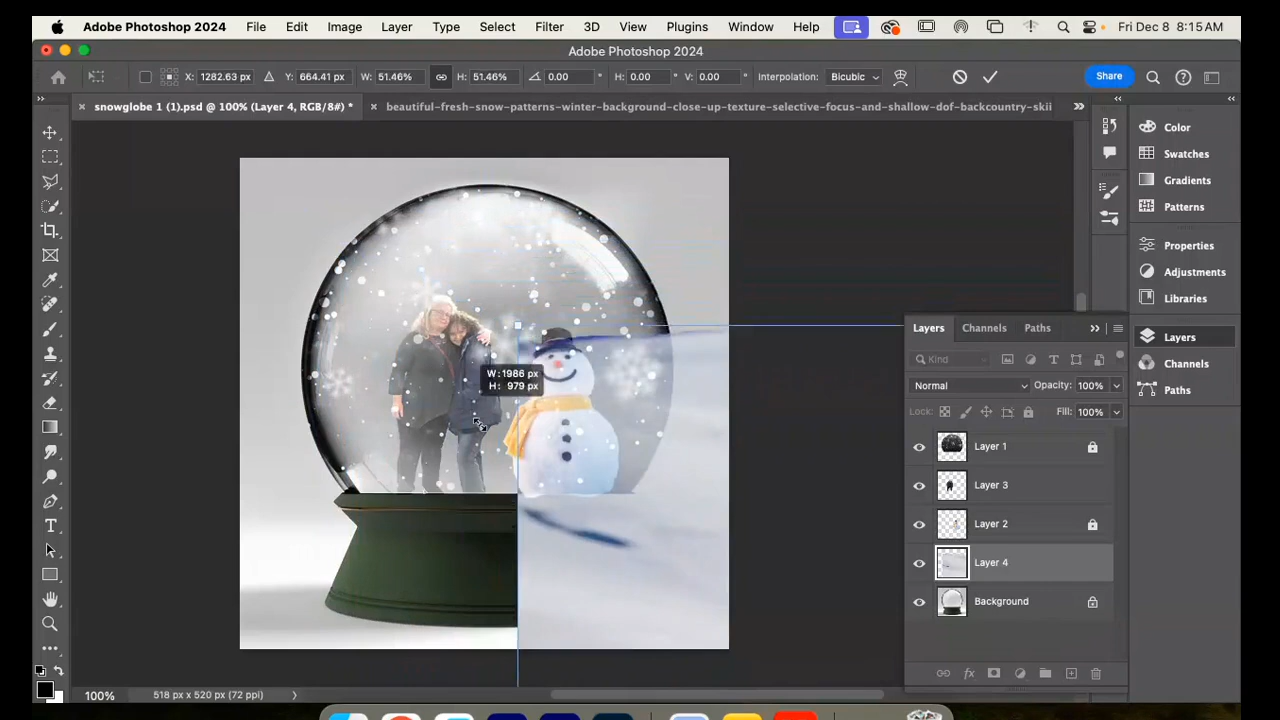 Adobe Photoshop 2024 File Edit Image Layer Type Select Filter 3D View Plugins Window Help Fri Dec 8 8:15 AM
Adobe Photoshop 2024
X: 1282.63 px Y: 664.41 px W: 51.46% H: 51.46% 0.00 ° H: 0.00 ° V: 0.00 ° Interpolation: Bicubic Share
snowglobe 1 (1).psd @ 100% (Layer 4, RGB/8#) * beautiful-fresh-snow-patterns-winter-background-close-up-texture-selective-focus-and-shallow-dof-backcountry-skii
Color
Swatches
Gradients
Patterns
Properties
Adjustments
Libraries
Layers
Channels
Paths
W: 1986 px
H: 979 px
Layers Channels Paths
Kind
Normal Opacity: 100%
Lock: Fill: 100%
Layer 1
Layer 3
Layer 2
Layer 4
Background
fx
100% 518 px x 520 px (72 ppi)